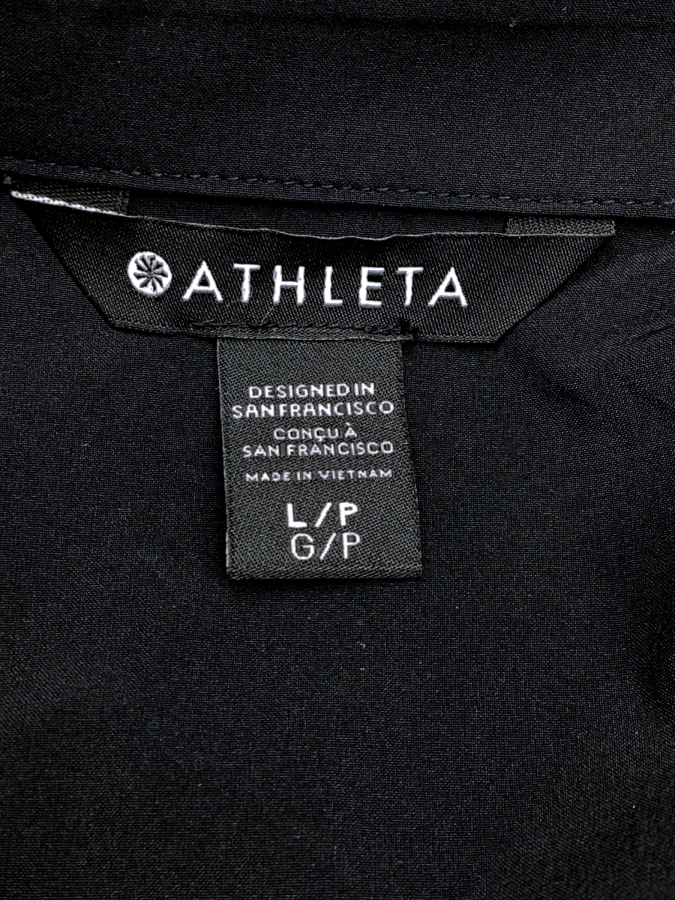 ATHLETA
DESIGNED IN
SAN FRANCISCO
CONÇU À
SAN FRANCISCO
MADE IN VIETNAM
L/P
G/P